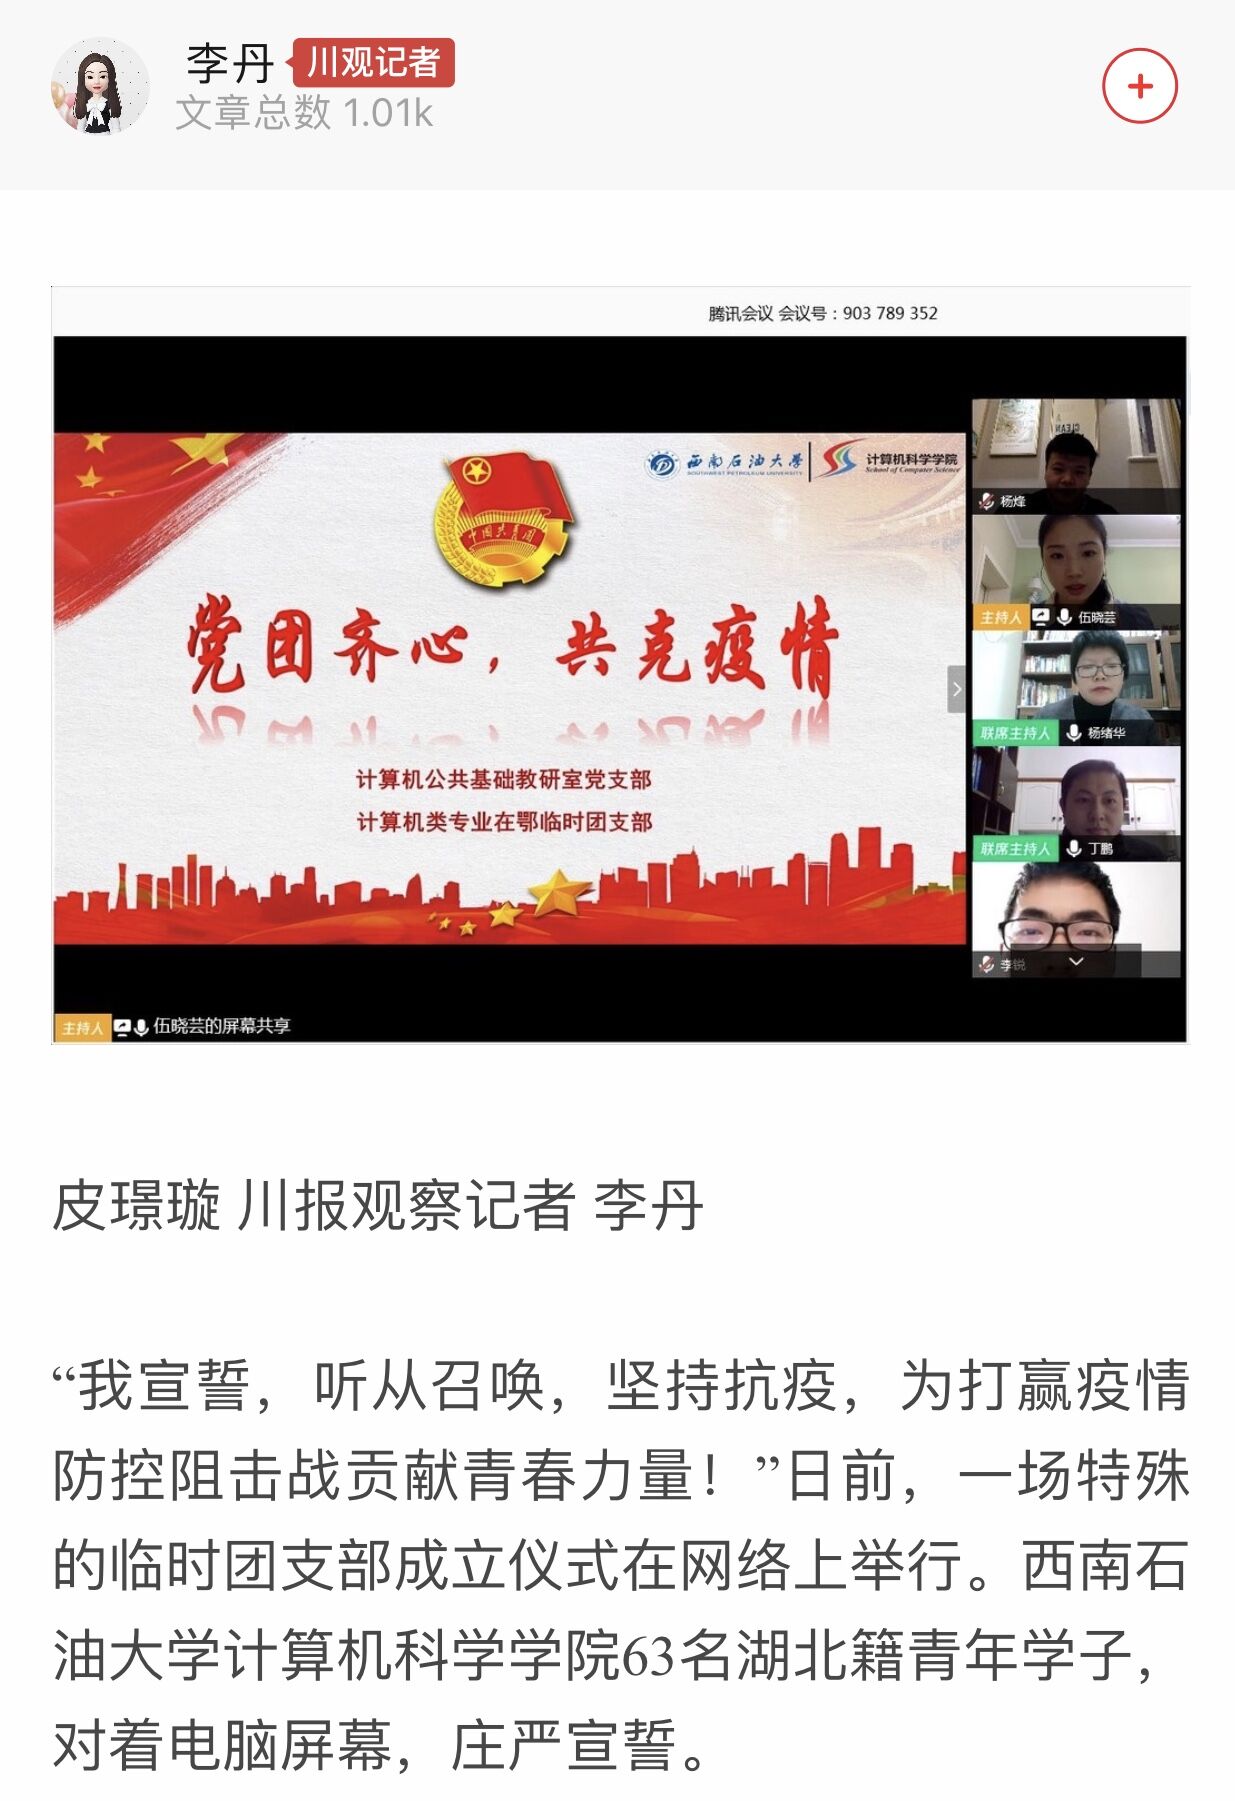 李丹 川观记者
文章总数 1.01k
腾讯会议 会议号：903 789 352
西南石油大学
SOUTHWEST PETROLEUM UNIVERSITY
计算机科学学院
School of Computer Science
中国共青团
党团齐心，共克疫情
计算机公共基础教研室党支部
计算机类专业在鄂临时团支部
CLEAN
杨烽
主持人 伍晓芸
联席主持人 杨绪华
联席主持人 丁鹏
李锐
主持人 伍晓芸的屏幕共享
皮璟璇 川报观察记者 李丹
“我宣誓，听从召唤，坚持抗疫，为打赢疫情
防控阻击战贡献青春力量！”日前，一场特殊
的临时团支部成立仪式在网络上举行。西南石
油大学计算机科学学院63名湖北籍青年学子，
对着电脑屏幕，庄严宣誓。